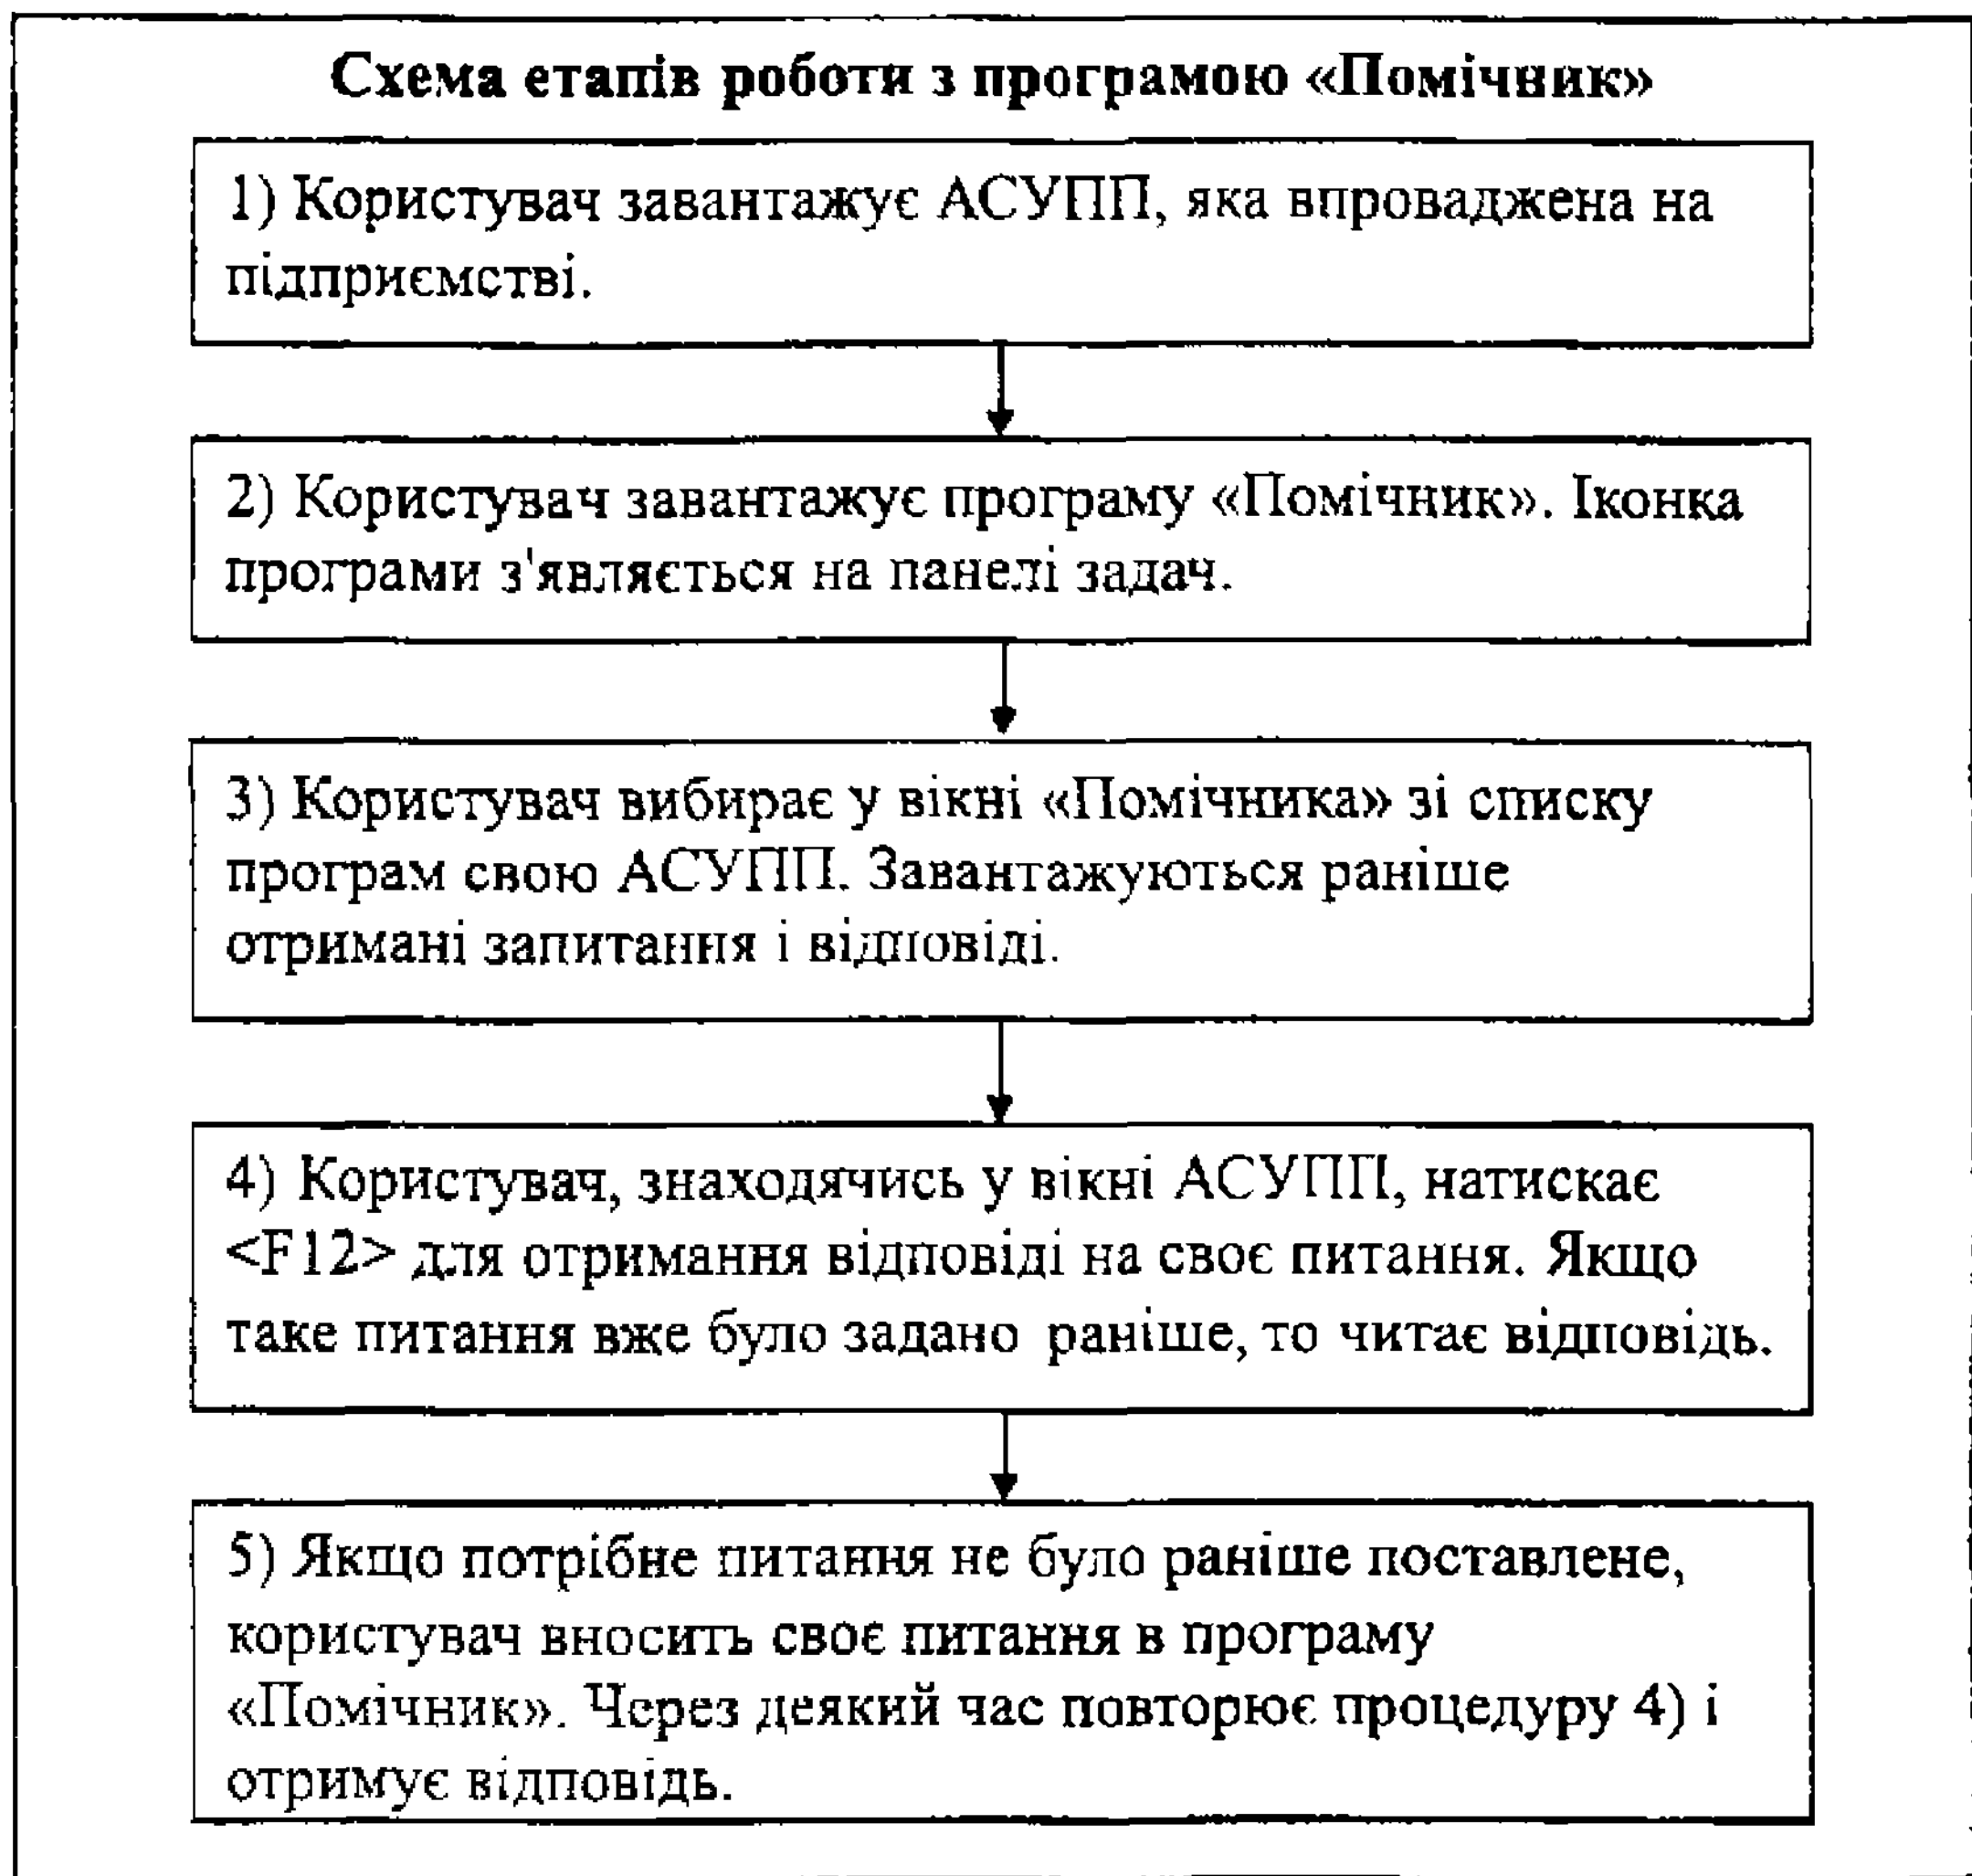 Схема етапів роботи з програмою «Помічник»
1) Користувач завантажує АСУПП, яка впроваджена на
підприємстві.
2) Користувач завантажує програму «Помічник». Іконка
програми з'являється на панелі задач.
3) Користувач вибирає у вікні «Помічника» зі списку
програм свою АСУПП. Завантажуються раніше
отримані запитання і відповіді.
4) Користувач, знаходячись у вікні АСУПП, натискає
<F12> для отримання відповіді на своє питання. Якщо
таке питання вже було задано раніше, то читає відповідь.
5) Якщо потрібне питання не було раніше поставлене,
користувач вносить своє питання в програму
«Помічник». Через деякий час повторює процедуру 4) і
отримує відповідь.